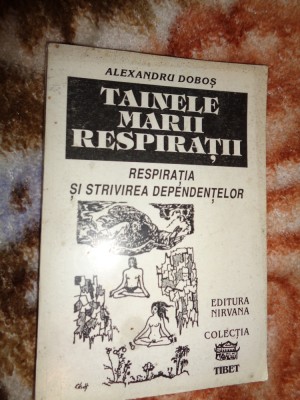 ALEXANDRU DOBOȘ
TAINELE
MARII
RESPIRAȚII
RESPIRAȚIA
ȘI STRIVIREA DEPENDENȚELOR
EDITURA
NIRVANA
COLECȚIA
TIBET